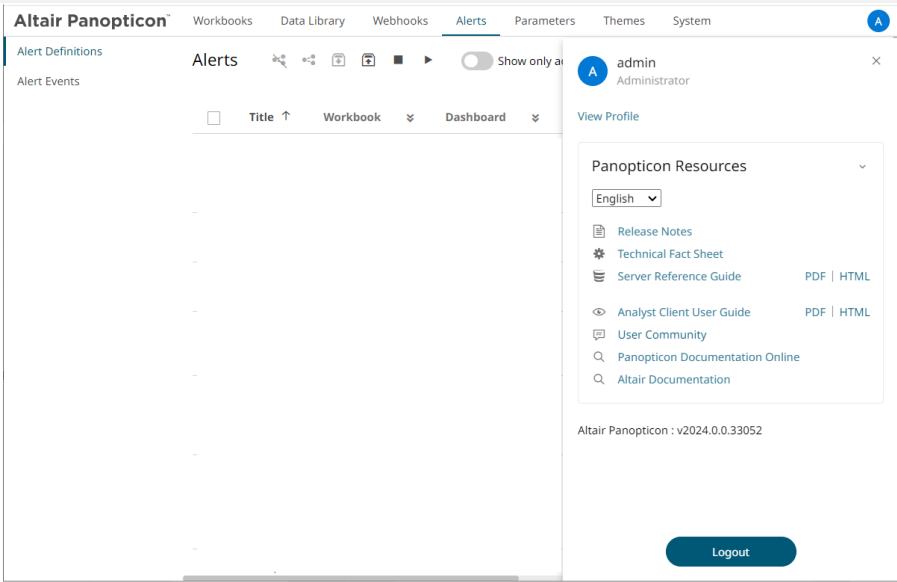 Altair Panopticon™ Workbooks Data Library Webhooks Alerts Parameters Themes System A
Alert Definitions
Alert Events
Alerts Show only a
Title Workbook Dashboard
A admin
Administrator
View Profile
Panopticon Resources
English
Release Notes
Technical Fact Sheet
Server Reference Guide PDF | HTML
Analyst Client User Guide PDF | HTML
User Community
Panopticon Documentation Online
Altair Documentation
Altair Panopticon : v2024.0.0.33052
Logout